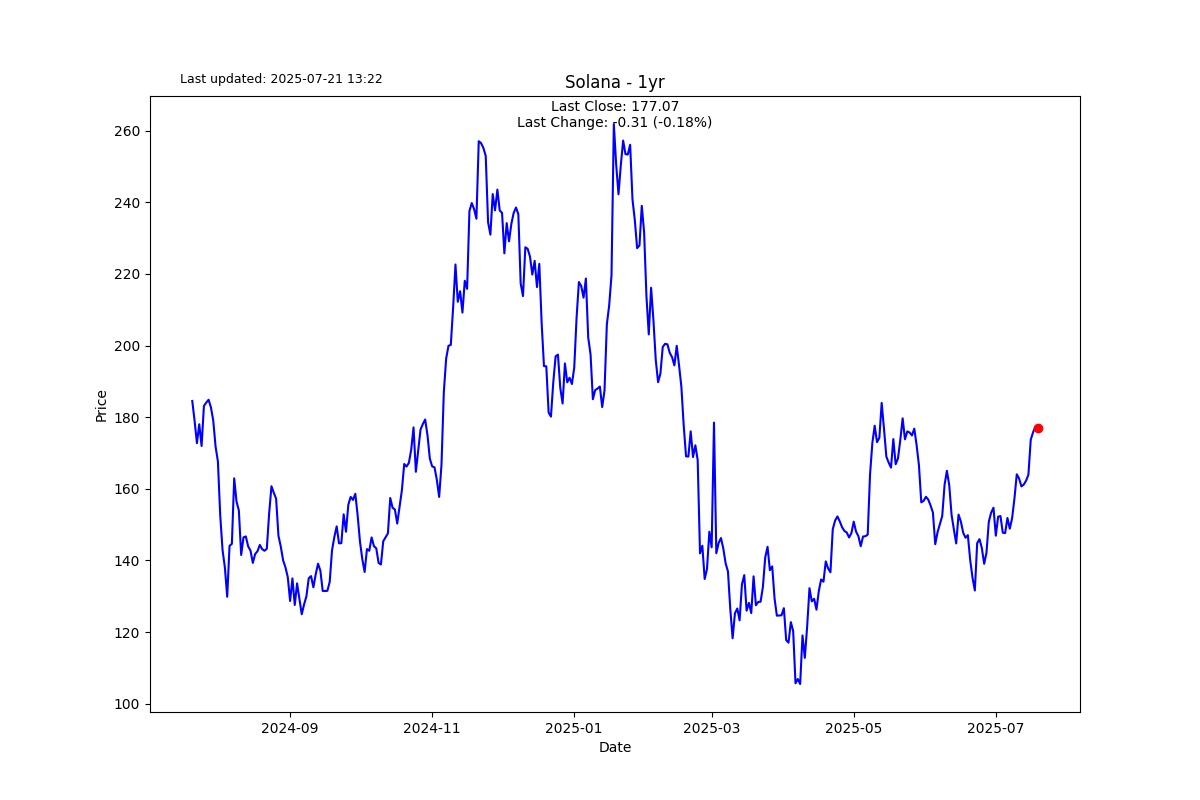 Last updated: 2025-07-21 13:22
Solana - 1yr
Last Close: 177.07
Last Change: -0.31 (-0.18%)
260
240
220
200
180
160
140
120
100
Price
2024-09
2024-11
2025-01
2025-03
2025-05
2025-07
Date